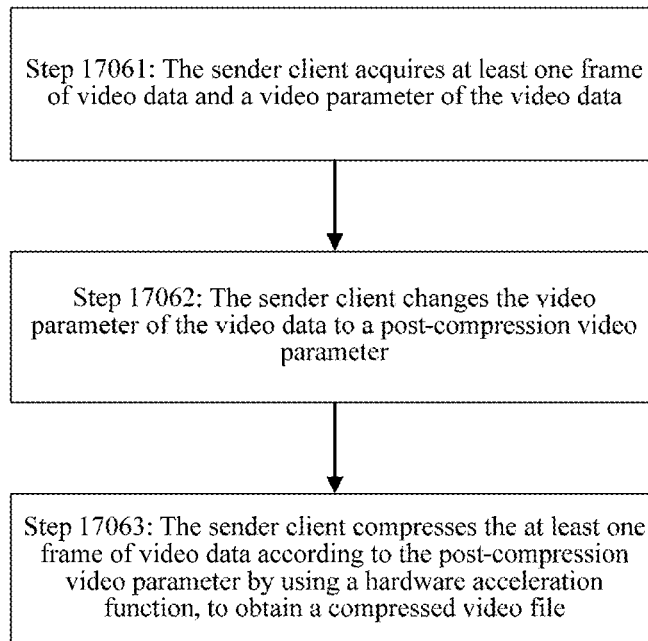 Step 17061: The sender client acquires at least one frame
of video data and a video parameter of the video data
Step 17062: The sender client changes the video
parameter of the video data to a post-compression video
parameter
Step 17063: The sender client compresses the at least one
frame of video data according to the post-compression
video parameter by using a hardware acceleration
function, to obtain a compressed video file